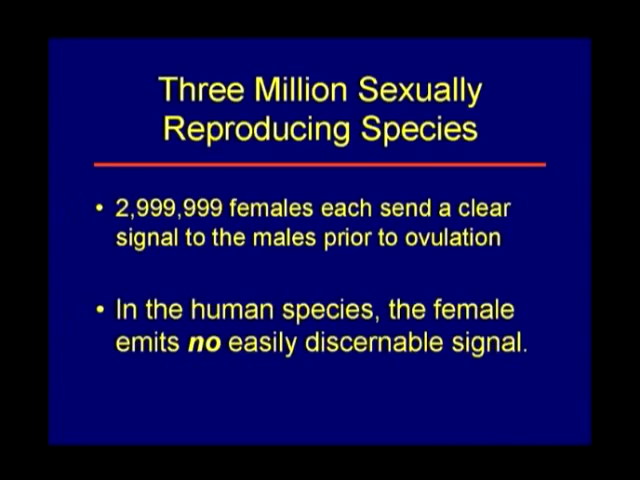 Three Million Sexually
Reproducing Species
• 2,999,999 females each send a clear
signal to the males prior to ovulation
• In the human species, the female
emits no easily discernable signal.